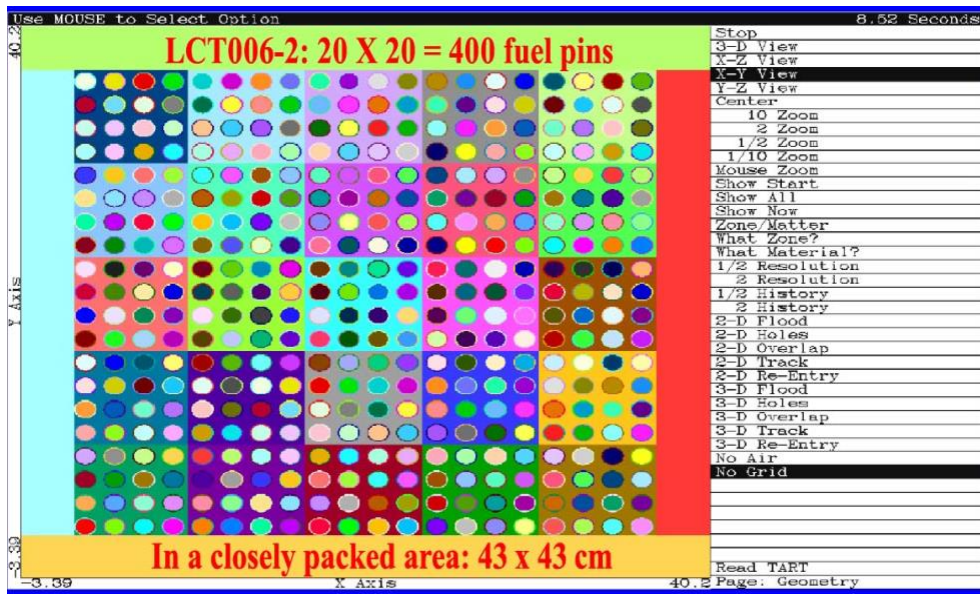 Use MOUSE to Select Option
8.52 Seconds
40.2
LCT006-2: 20 X 20 = 400 fuel pins
Y Axis
In a closely packed area: 43 x 43 cm
-3.39
-3.39
X Axis
40.2
Stop
3-D View
X-Z View
X-Y View
Y-Z View
Center
10 Zoom
2 Zoom
1/2 Zoom
1/10 Zoom
Mouse Zoom
Show Start
Show All
Show Now
Zone/Matter
What Zone?
What Material?
1/2 Resolution
2 Resolution
1/2 History
2 History
2-D Flood
2-D Holes
2-D Overlap
2-D Track
2-D Re-Entry
3-D Flood
3-D Holes
3-D Overlap
3-D Track
3-D Re-Entry
No Air
No Grid
Read TART
Page: Geometry